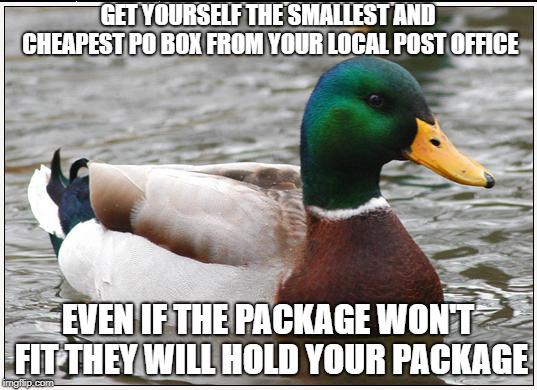 GET YOURSELF THE SMALLEST AND
CHEAPEST PO BOX FROM YOUR LOCAL POST OFFICE
EVEN IF THE PACKAGE WON'T
FIT THEY WILL HOLD YOUR PACKAGE
imgflip.com